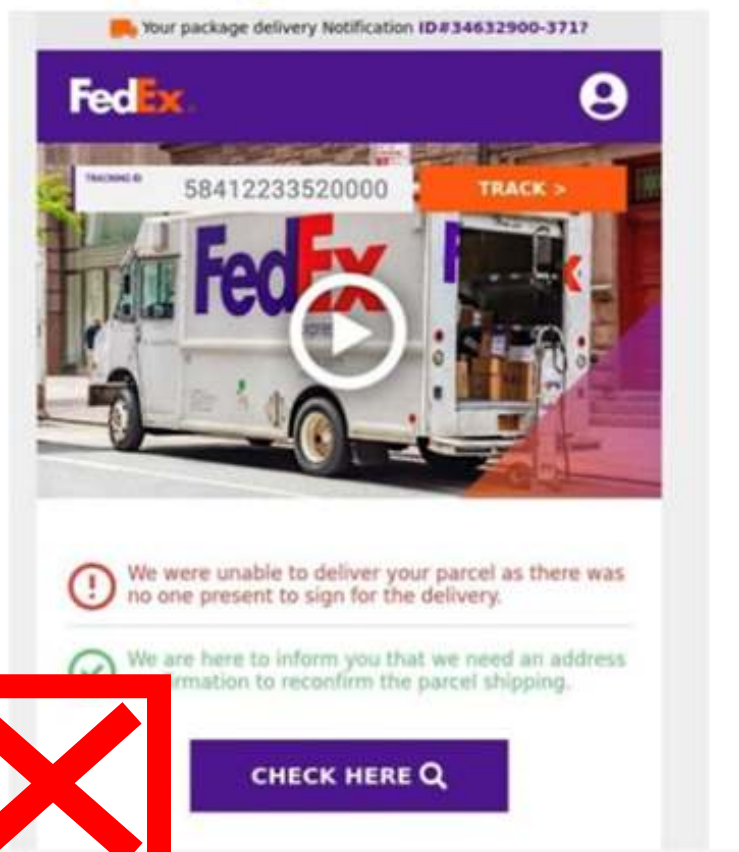 Your package delivery Notification ID#34632900-371?
FedEx
TRACKING ID
58412233520000
TRACK >
FedEx
We were unable to deliver your parcel as there was
no one present to sign for the delivery.
We are here to inform you that we need an address
to reconfirm the parcel shipping.
CHECK HERE